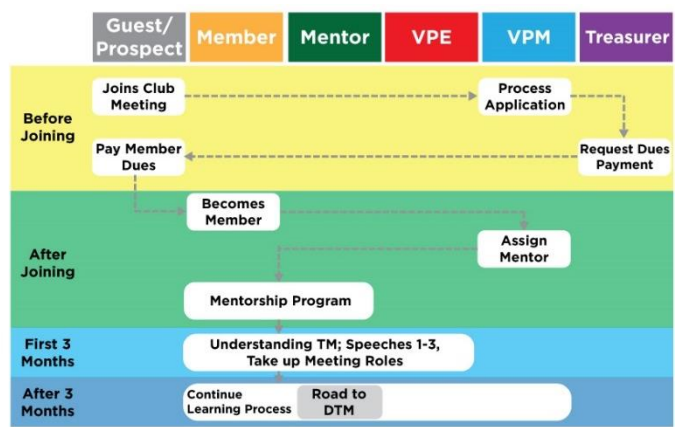 Guest/
Prospect
Member
Mentor
VPE
VPM
Treasurer
Before
Joining
Joins Club
Meeting
Process
Application
Pay Member
Dues
Request Dues
Payment
After
Joining
Becomes
Member
Assign
Mentor
Mentorship Program
First 3
Months
Understanding TM; Speeches 1-3,
Take up Meeting Roles
After 3
Months
Continue
Learning Process
Road to
DTM